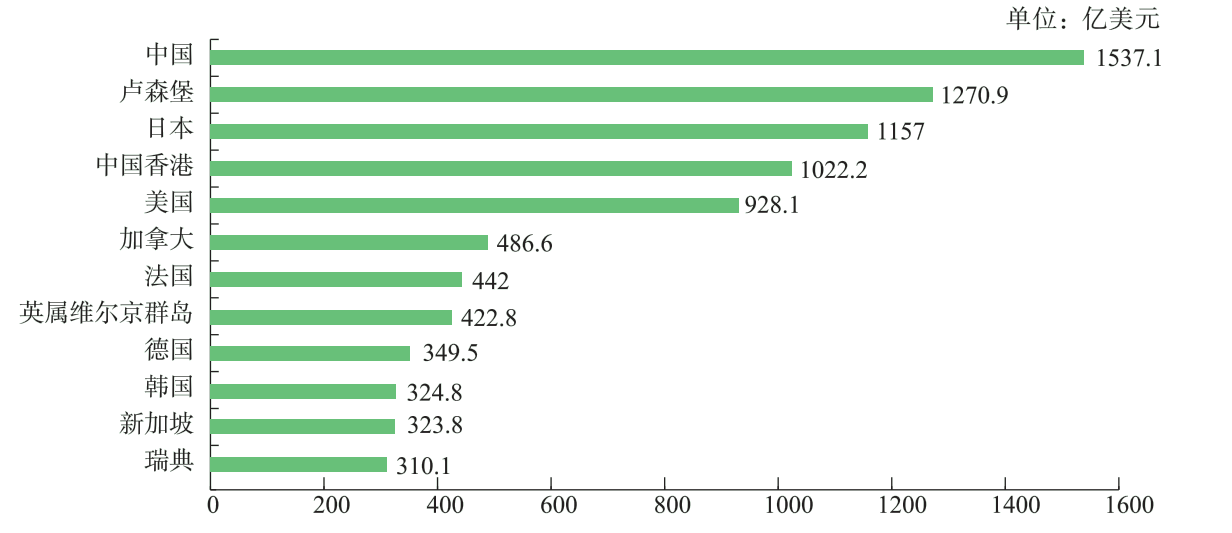 单位：亿美元
中国 1537.1
卢森堡 1270.9
日本 1157
中国香港 1022.2
美国 928.1
加拿大 486.6
法国 442
英属维尔京群岛 422.8
德国 349.5
韩国 324.8
新加坡 323.8
瑞典 310.1
0 200 400 600 800 1000 1200 1400 1600